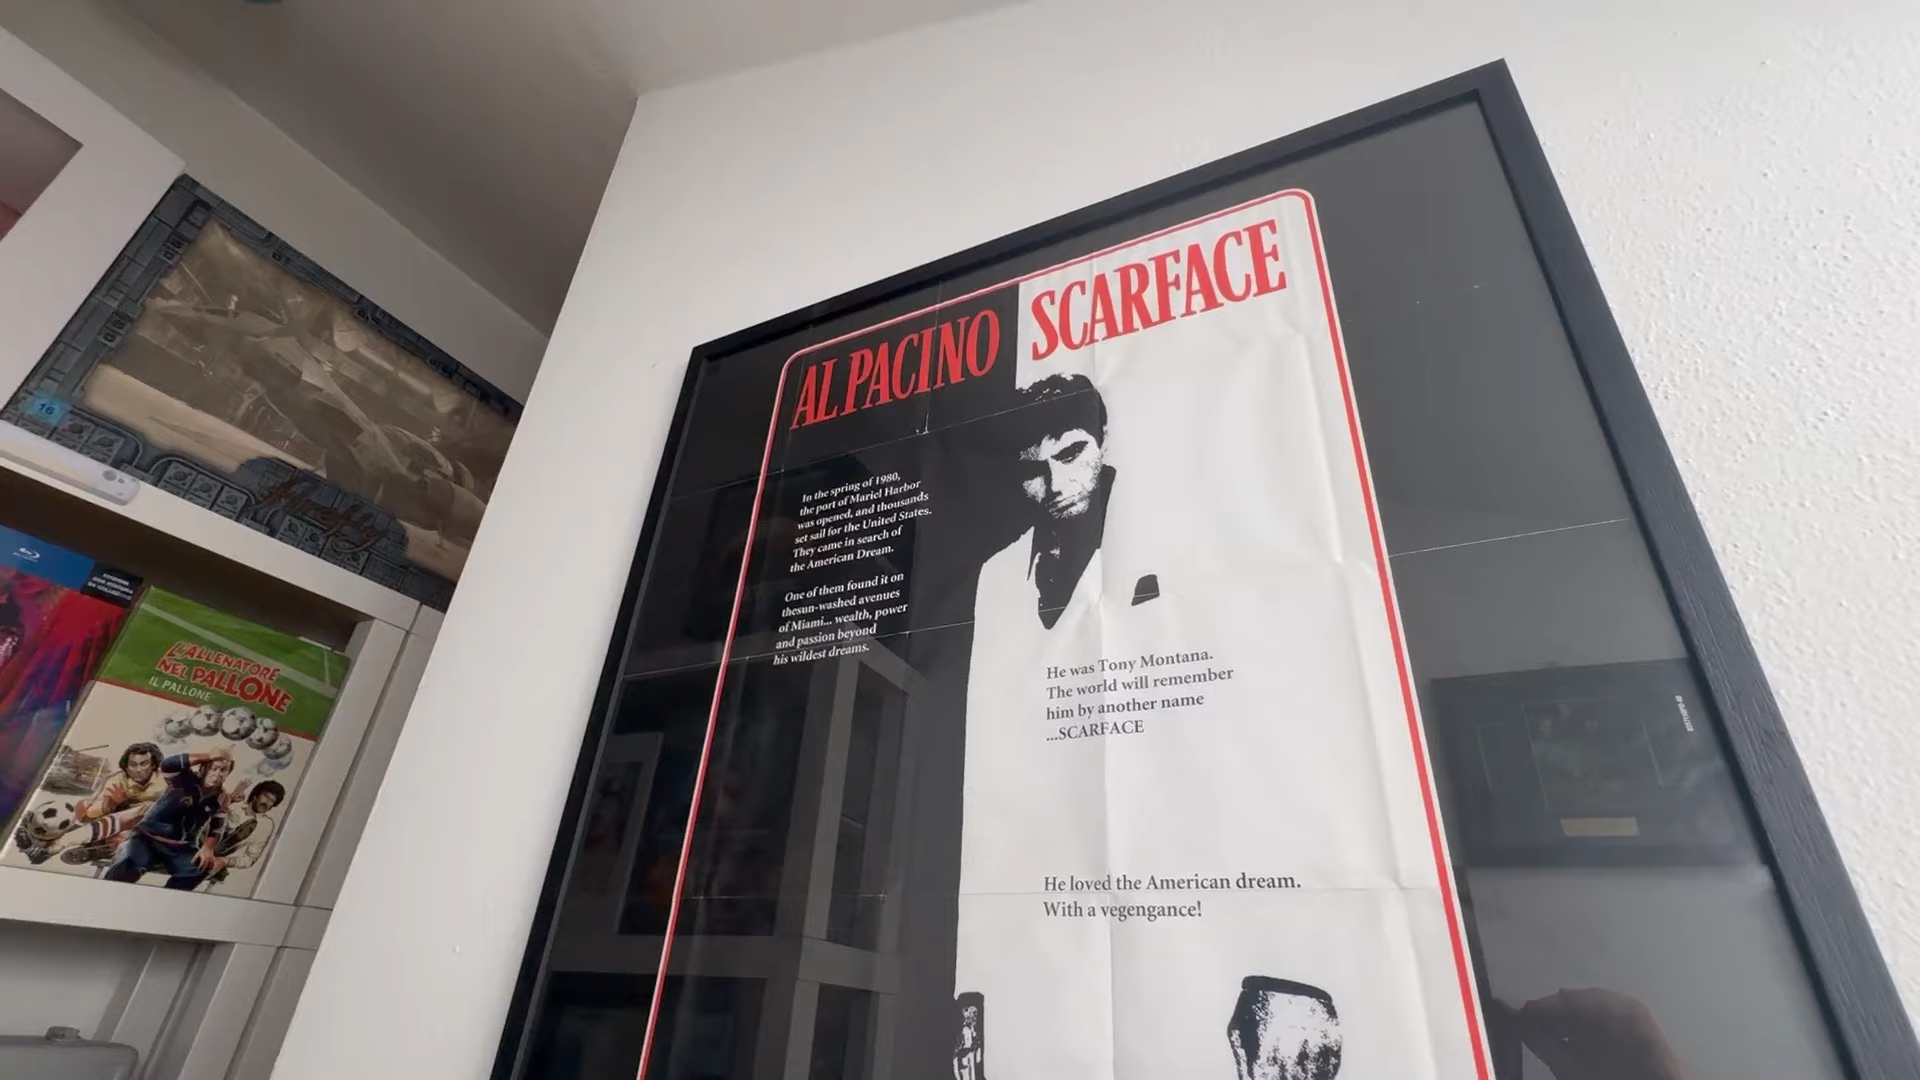 AL PACINO SCARFACE
In the spring of 1980,
the port of Mariel Harbor
was opened, and thousands
set sail for the United States.
They came in search of
the American Dream.
One of them found it on
thesun-washed avenues
of Miami... wealth, power
and passion beyond
his wildest dreams.
He was Tony Montana.
The world will remember
him by another name
...SCARFACE
He loved the American dream.
With a vegengance!
16
Firefly
L'ALLENATORE
NEL PALLONE
IL PALLONE